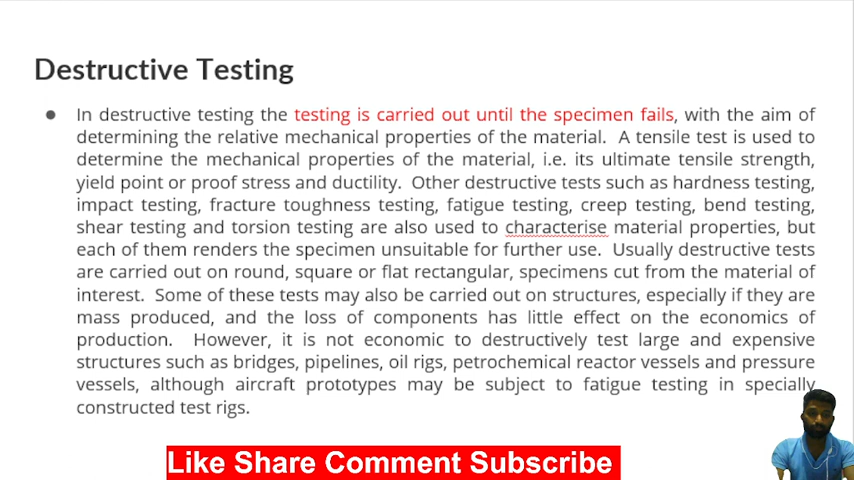 Destructive Testing
● In destructive testing the testing is carried out until the specimen fails, with the aim of
determining the relative mechanical properties of the material. A tensile test is used to
determine the mechanical properties of the material, i.e. its ultimate tensile strength,
yield point or proof stress and ductility. Other destructive tests such as hardness testing,
impact testing, fracture toughness testing, fatigue testing, creep testing, bend testing,
shear testing and torsion testing are also used to characterise material properties, but
each of them renders the specimen unsuitable for further use. Usually destructive tests
are carried out on round, square or flat rectangular, specimens cut from the material of
interest. Some of these tests may also be carried out on structures, especially if they are
mass produced, and the loss of components has little effect on the economics of
production. However, it is not economic to destructively test large and expensive
structures such as bridges, pipelines, oil rigs, petrochemical reactor vessels and pressure
vessels, although aircraft prototypes may be subject to fatigue testing in specially
constructed test rigs.
Like Share Comment Subscribe